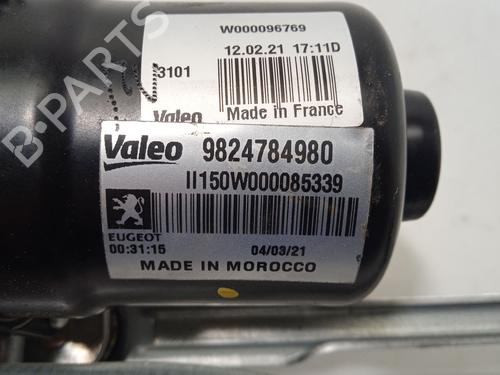 W000096769
12.02.21 17:11D
3101
Valeo
Made in France
Valeo 9824784980
II150W000085339
EUGEOT
00:31:15
04/03/21
MADE IN MOROCCO